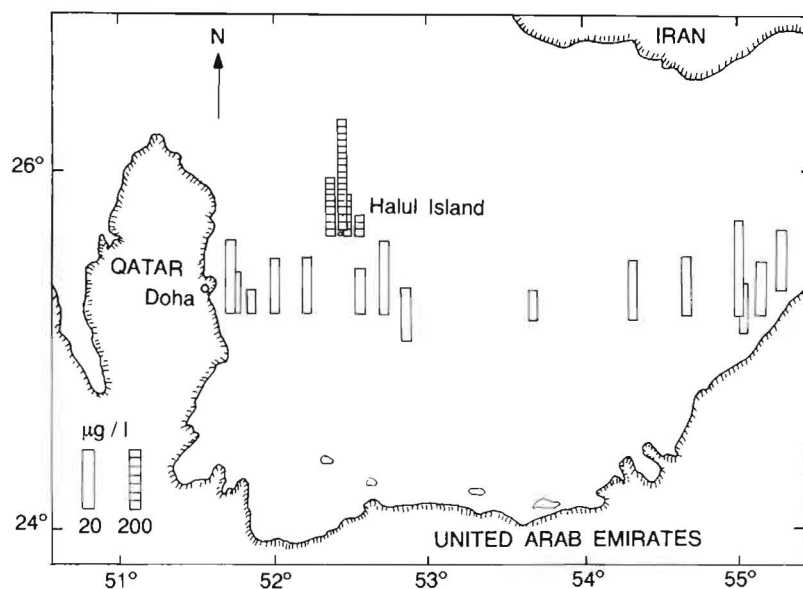 IRAN
N
26°
Halul Island
QATAR
Doha
µg / l
20 200
24°
UNITED ARAB EMIRATES
51° 52° 53° 54° 55°